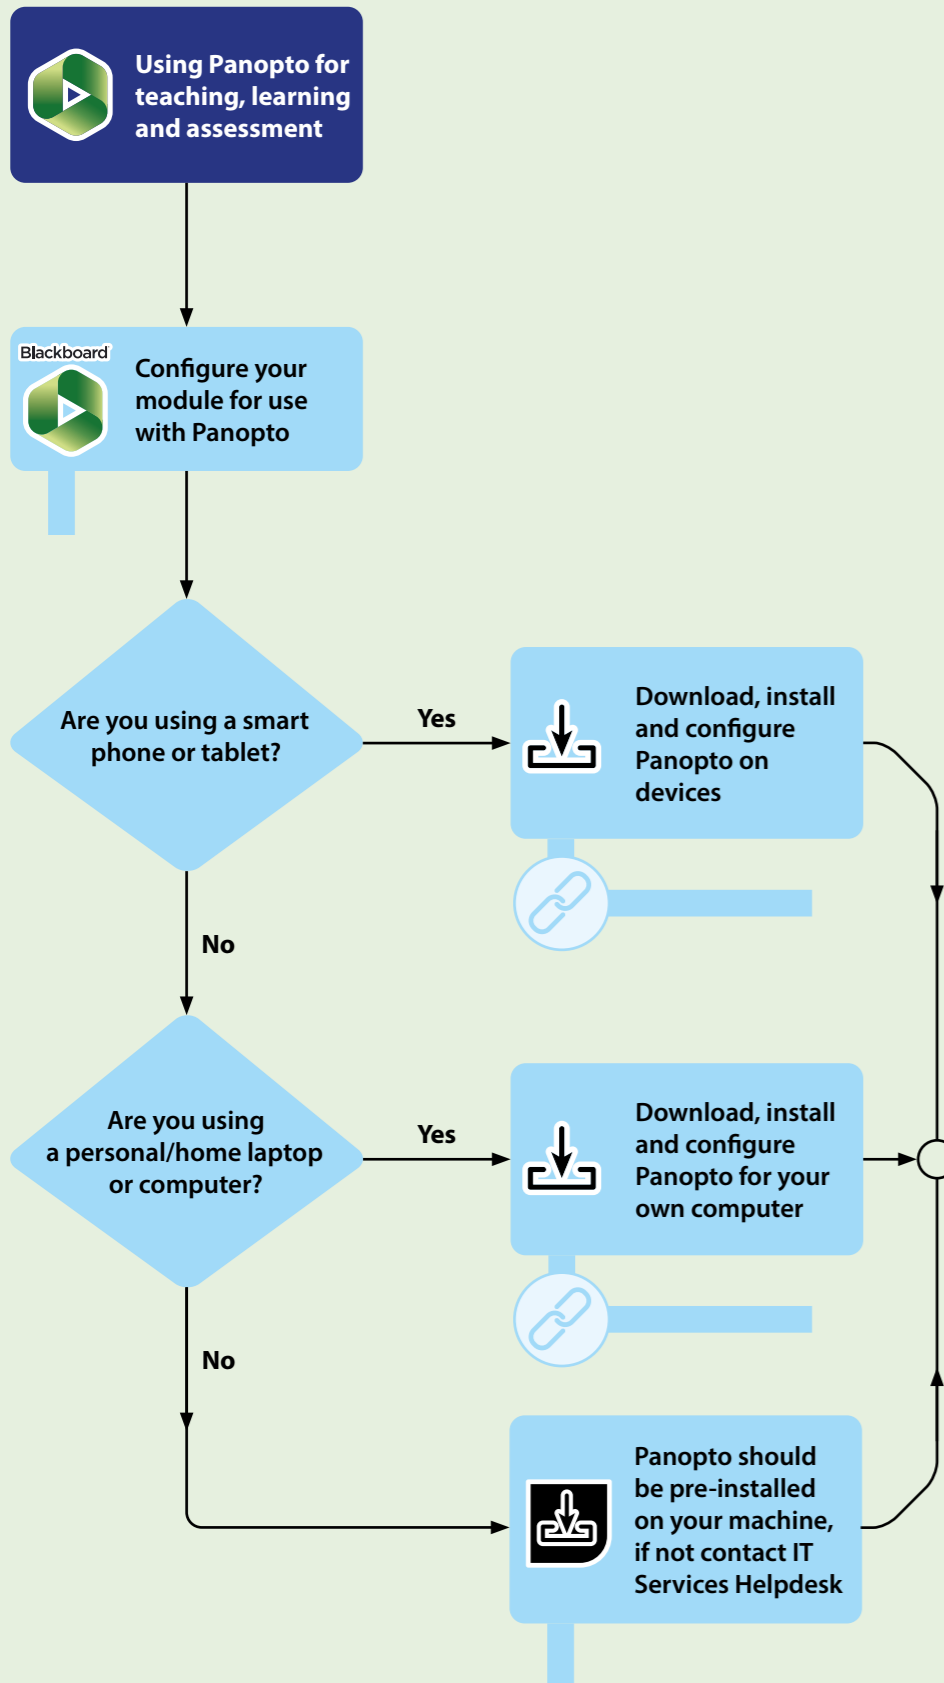 Using Panopto for
teaching, learning
and assessment
Blackboard
Configure your
module for use
with Panopto
Are you using a smart
phone or tablet?
Yes
Download, install
and configure
Panopto on
devices
No
Are you using
a personal/home laptop
or computer?
Yes
Download, install
and configure
Panopto for your
own computer
No
Panopto should
be pre-installed
on your machine,
if not contact IT
Services Helpdesk